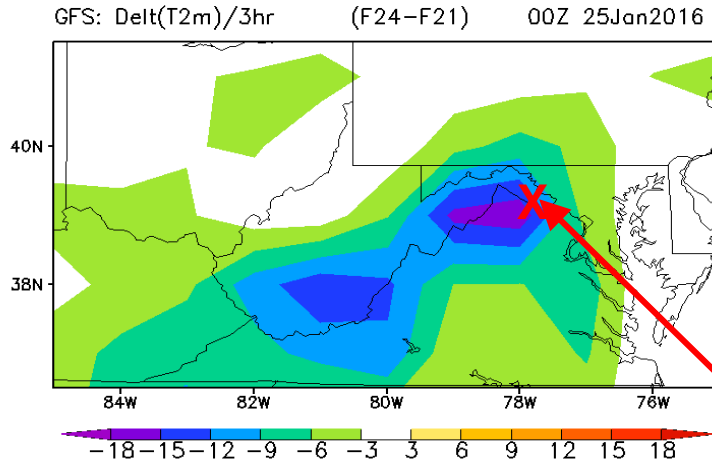 GFS: Delt(T2m)/3hr (F24-F21) 00Z 25Jan2016
40N
X
38N
84W 82W 80W 78W 76W
-18 -15 -12 -9 -6 -3 3 6 9 12 15 18